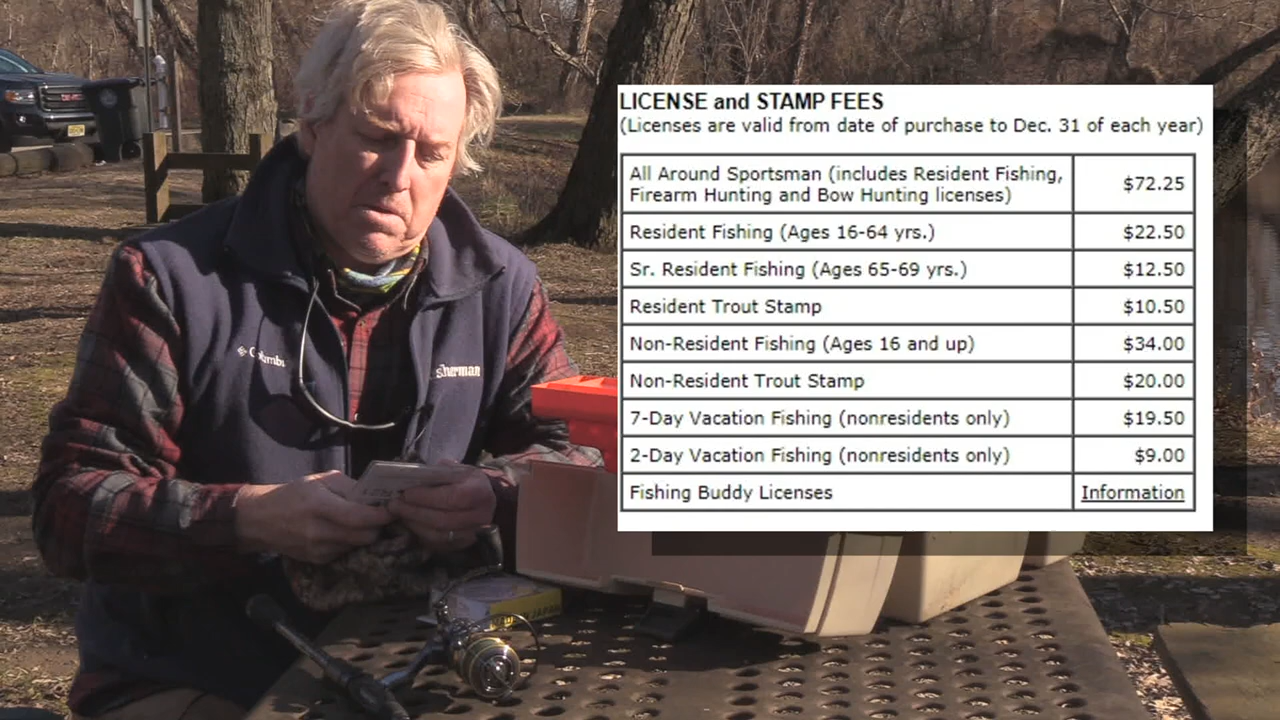 LICENSE and STAMP FEES
(Licenses are valid from date of purchase to Dec. 31 of each year)
All Around Sportsman (includes Resident Fishing,
Firearm Hunting and Bow Hunting licenses) $72.25
Resident Fishing (Ages 16-64 yrs.) $22.50
Sr. Resident Fishing (Ages 65-69 yrs.) $12.50
Resident Trout Stamp $10.50
Non-Resident Fishing (Ages 16 and up) $34.00
Non-Resident Trout Stamp $20.00
7-Day Vacation Fishing (nonresidents only) $19.50
2-Day Vacation Fishing (nonresidents only) $9.00
Fishing Buddy Licenses Information
GMC